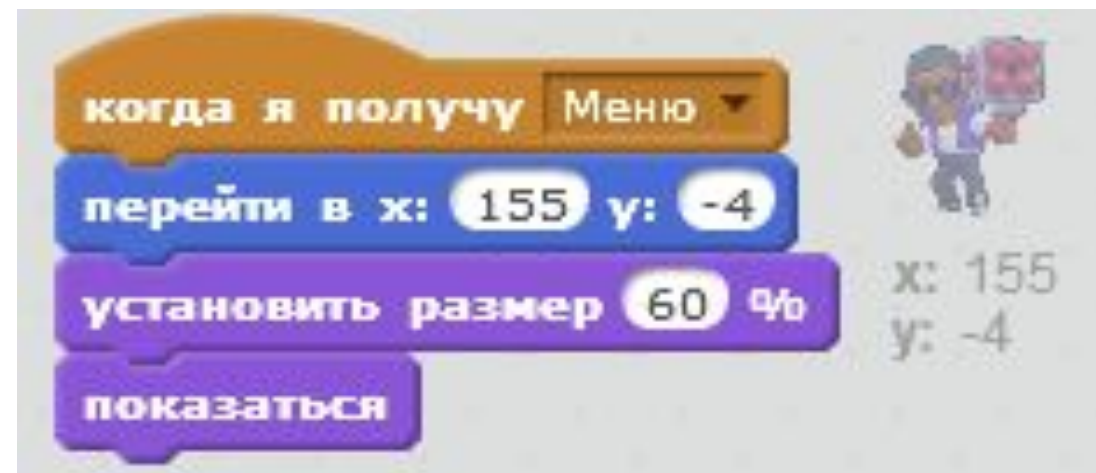 когда я получу Меню
перейти в x: 155 y: -4
установить размер 60 %
показаться
x: 155
y: -4